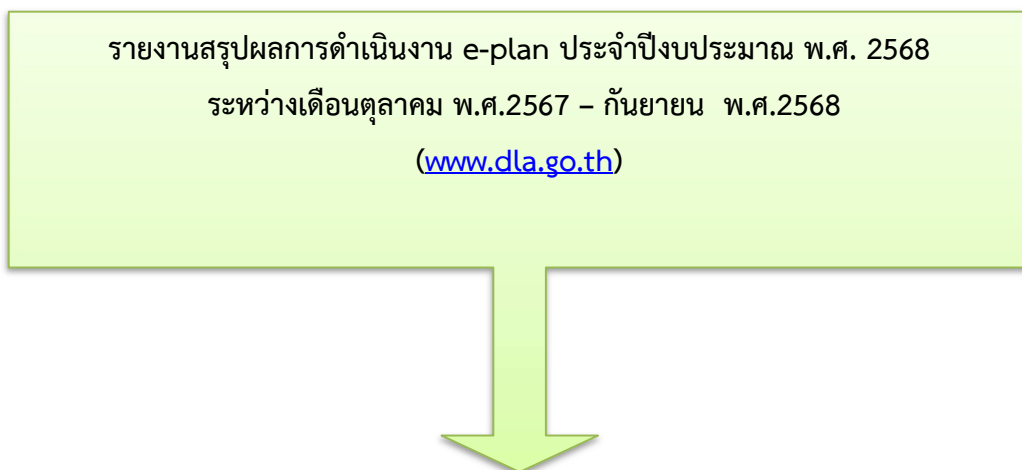 รายงานสรุปผลการดำเนินงาน e-plan ประจำปีงบประมาณ พ.ศ. 2568
ระหว่างเดือนตุลาคม พ.ศ.2567 – กันยายน พ.ศ.2568
(www.dla.go.th)